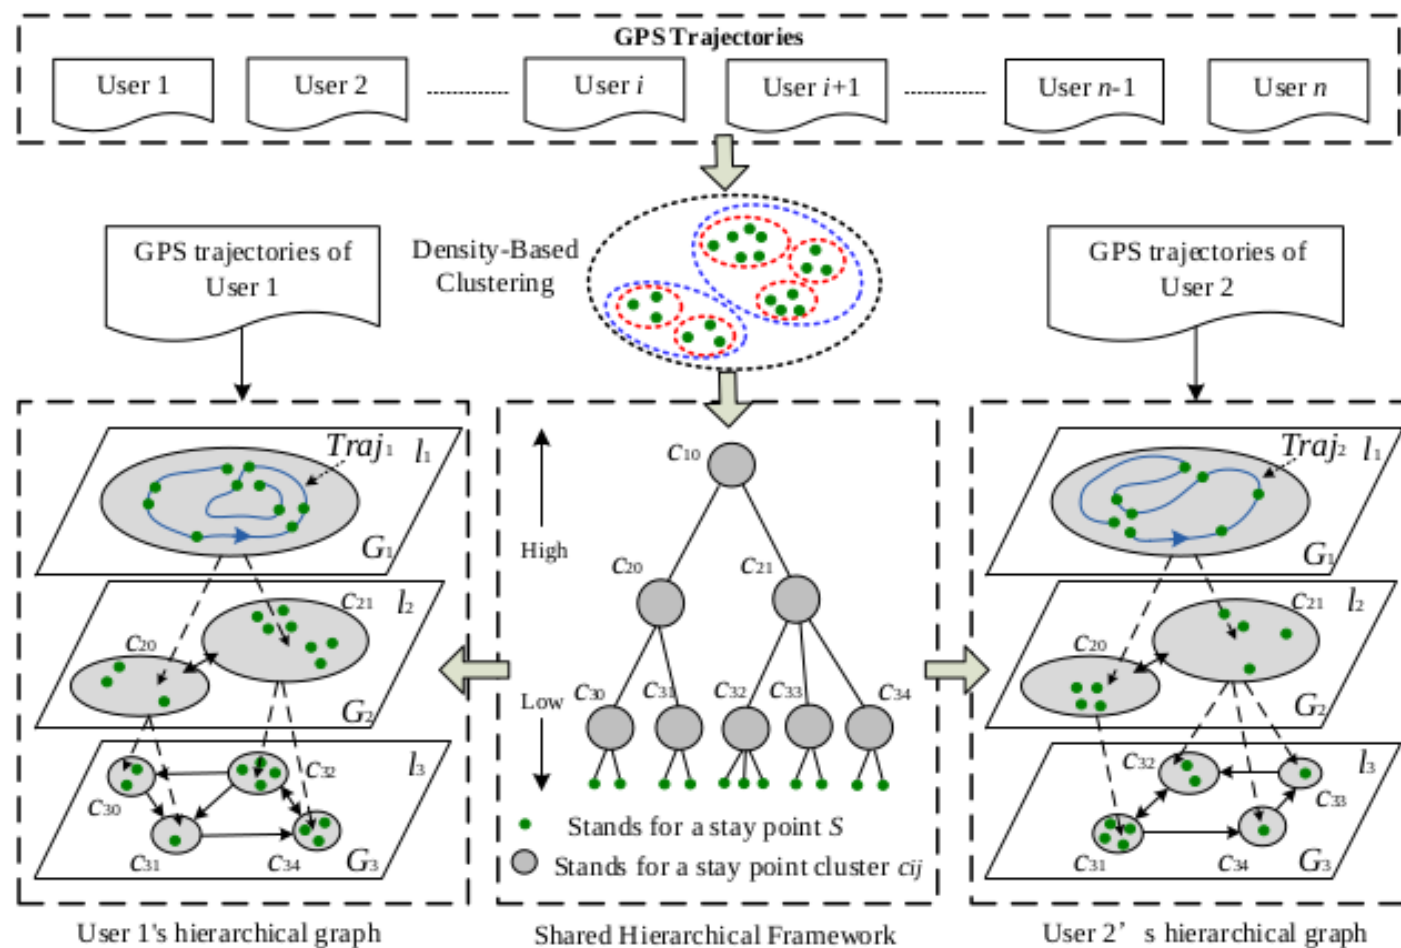 GPS Trajectories
User 1
User 2
User i
User i+1
User n-1
User n
Density-Based
Clustering
GPS trajectories of
User 1
GPS trajectories of
User 2
Traj1
l1
G1
c21
l2
c20
G2
l3
c32
c30
c31
c34
G3
User 1's hierarchical graph
High
Low
c10
c20
c21
c30
c31
c32
c33
c34
Stands for a stay point S
Stands for a stay point cluster cij
Shared Hierarchical Framework
Traj2
l1
G1
c21
l2
c20
G2
c32
l3
c33
c31
c34
G3
User 2’ s hierarchical graph